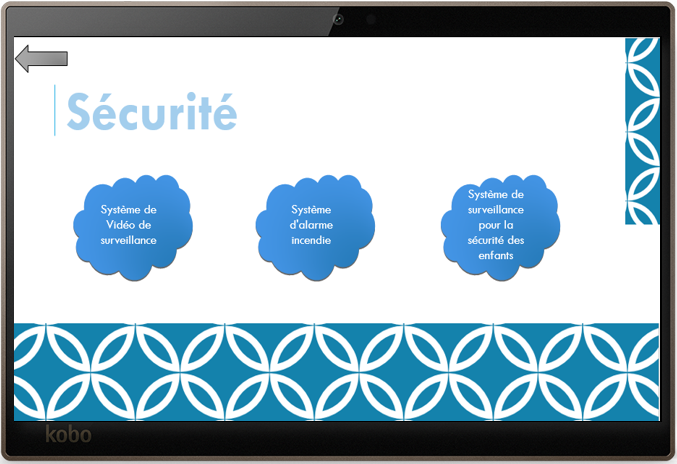 Sécurité
Système de
Vidéo de
surveillance
Système
d'alarme
incendie
Système de
surveillance
pour la
sécurité des
enfants
kobo